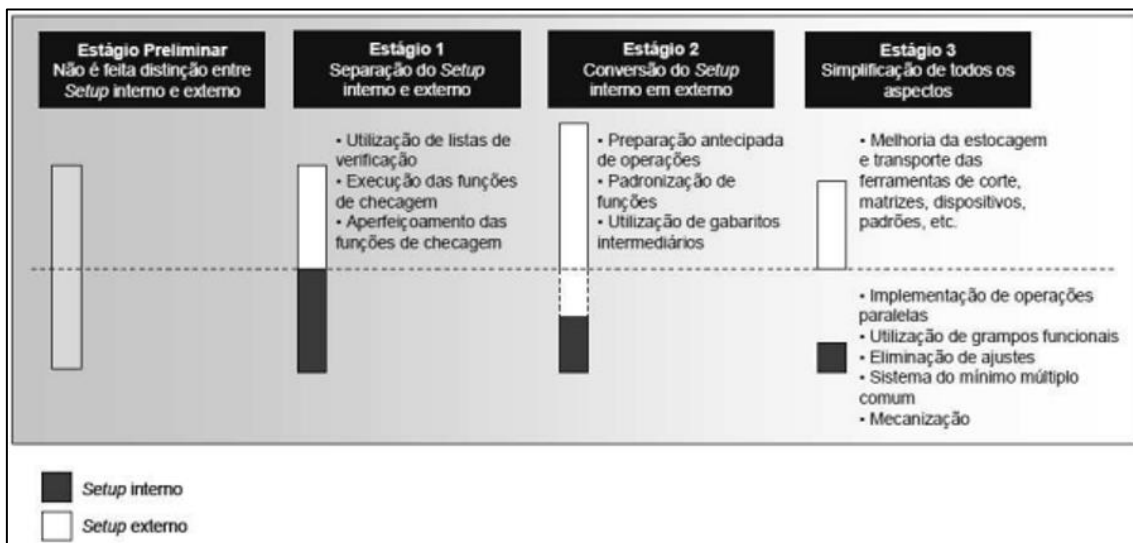 Estágio Preliminar
Não é feita distinção entre
Setup interno e externo
Estágio 1
Separação do Setup
interno e externo
• Utilização de listas de
verificação
• Execução das funções
de checagem
• Aperfeiçoamento das
funções de checagem
Estágio 2
Conversão do Setup
interno em externo
• Preparação antecipada
de operações
• Padronização de
funções
• Utilização de gabaritos
intermediários
Estágio 3
Simplificação de todos os
aspectos
• Melhoria da estocagem
e transporte das
ferramentas de corte,
matrizes, dispositivos,
padrões, etc.
• Implementação de operações
paralelas
• Utilização de grampos funcionais
• Eliminação de ajustes
• Sistema do mínimo múltiplo
comum
• Mecanização
Setup interno
Setup externo